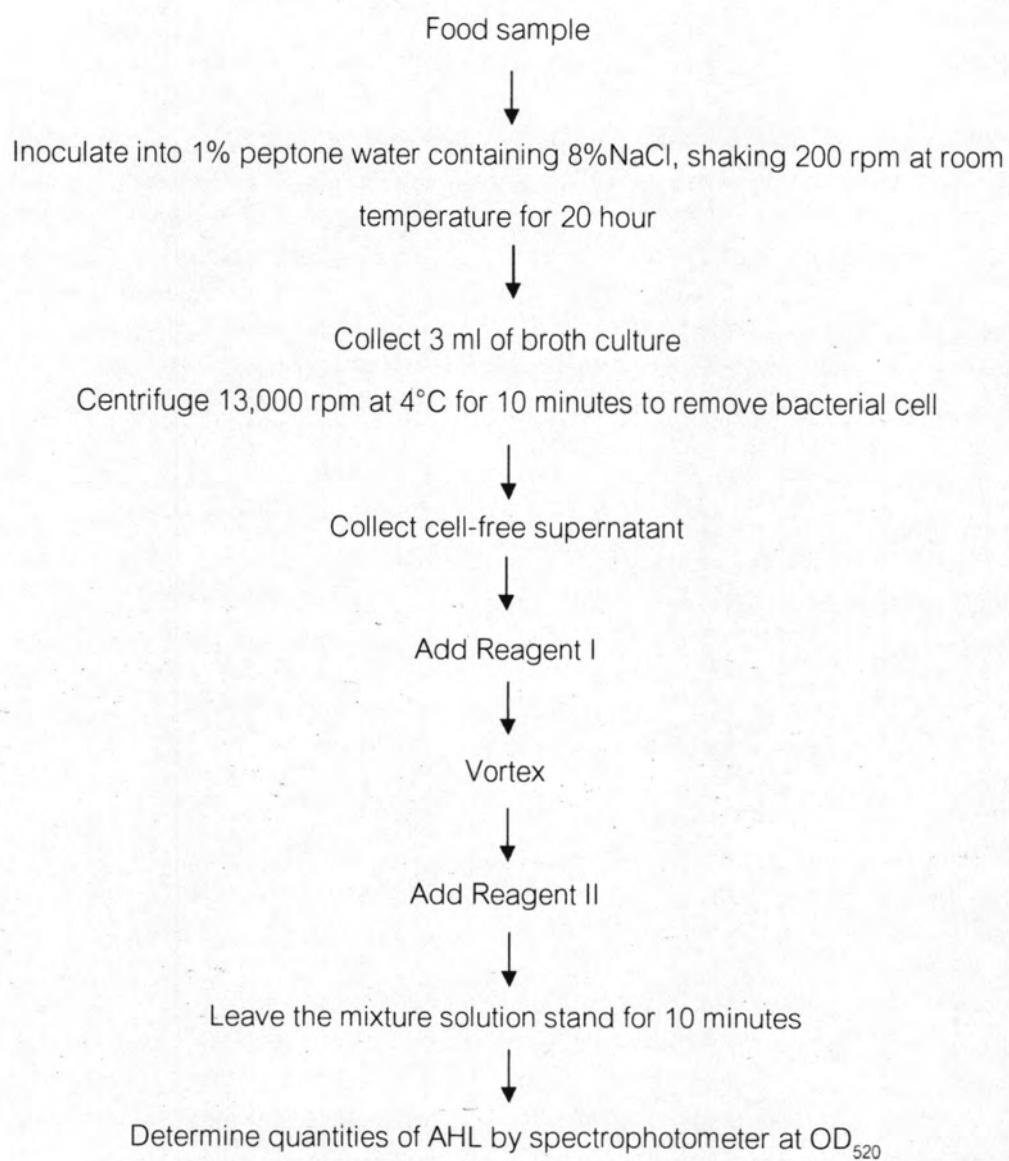 Food sample
Inoculate into 1% peptone water containing 8%NaCl, shaking 200 rpm at room
temperature for 20 hour
Collect 3 ml of broth culture
Centrifuge 13,000 rpm at 4°C for 10 minutes to remove bacterial cell
Collect cell-free supernatant
Add Reagent I
Vortex
Add Reagent II
Leave the mixture solution stand for 10 minutes
Determine quantities of AHL by spectrophotometer at OD₅₂₀